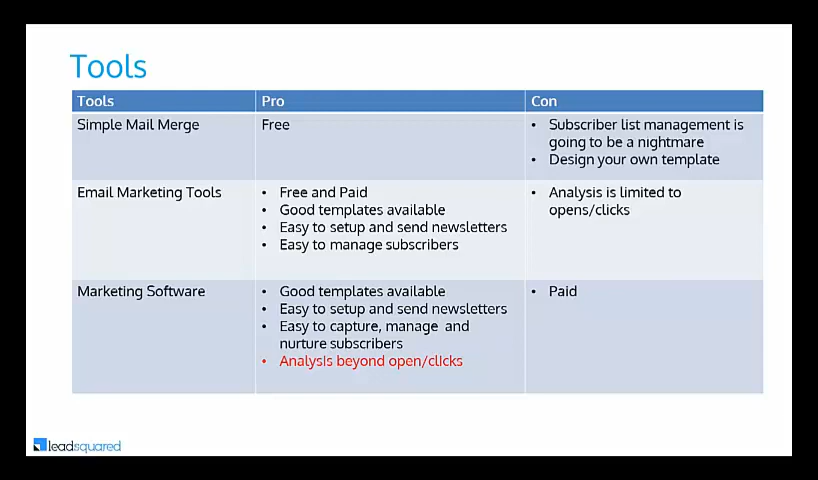 Tools
Tools
Pro
Con
Simple Mail Merge
Free
• Subscriber list management is
going to be a nightmare
• Design your own template
Email Marketing Tools
• Free and Paid
• Good templates available
• Easy to setup and send newsletters
• Easy to manage subscribers
• Analysis is limited to
opens/clicks
Marketing Software
• Good templates available
• Easy to setup and send newsletters
• Easy to capture, manage and
nurture subscribers
• Analysis beyond open/clicks
• Paid
leadsquared